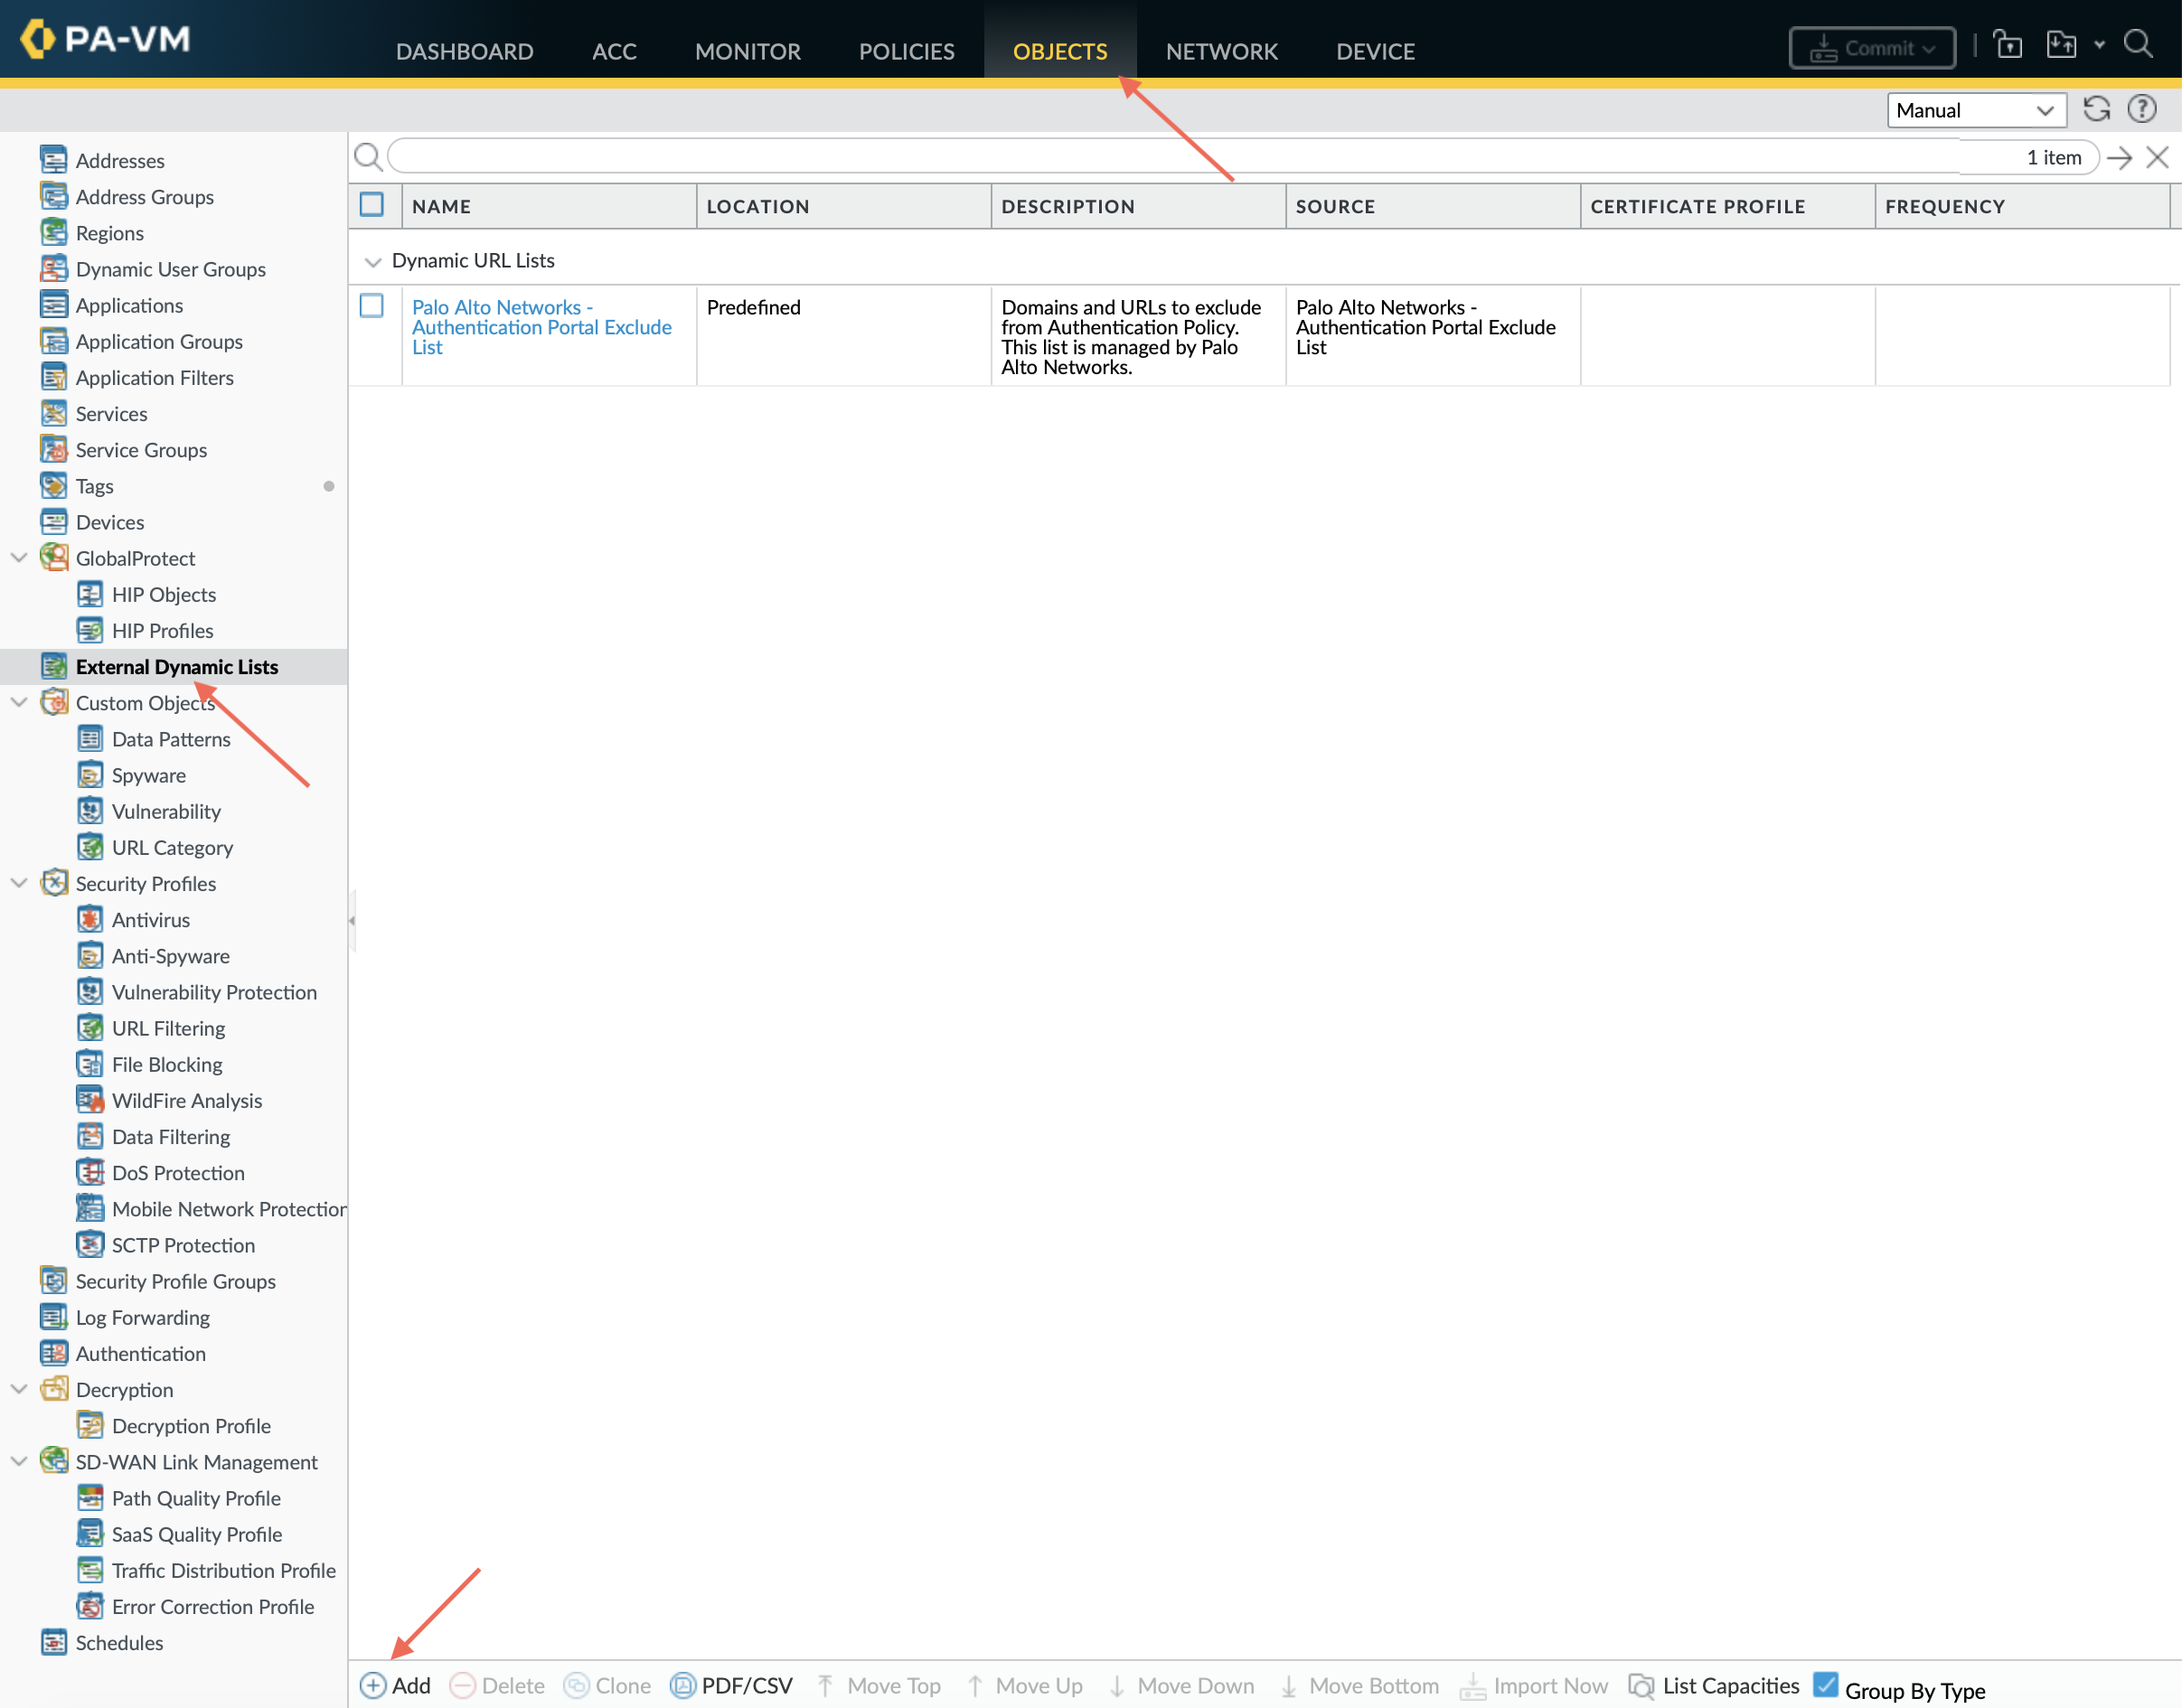 PA-VM
DASHBOARD ACC MONITOR POLICIES OBJECTS NETWORK DEVICE Commit
Manual
1 item
Addresses
Address Groups
Regions
Dynamic User Groups
Applications
Application Groups
Application Filters
Services
Service Groups
Tags
Devices
GlobalProtect
HIP Objects
HIP Profiles
External Dynamic Lists
Custom Objects
Data Patterns
Spyware
Vulnerability
URL Category
Security Profiles
Antivirus
Anti-Spyware
Vulnerability Protection
URL Filtering
File Blocking
WildFire Analysis
Data Filtering
DoS Protection
Mobile Network Protection
SCTP Protection
Security Profile Groups
Log Forwarding
Authentication
Decryption
Decryption Profile
SD-WAN Link Management
Path Quality Profile
SaaS Quality Profile
Traffic Distribution Profile
Error Correction Profile
Schedules
NAME LOCATION DESCRIPTION SOURCE CERTIFICATE PROFILE FREQUENCY
Dynamic URL Lists
Palo Alto Networks -
Authentication Portal Exclude
List
Predefined
Domains and URLs to exclude
from Authentication Policy.
This list is managed by Palo
Alto Networks.
Palo Alto Networks -
Authentication Portal Exclude
List
Add Delete Clone PDF/CSV Move Top Move Up Move Down Move Bottom Import Now List Capacities Group By Type